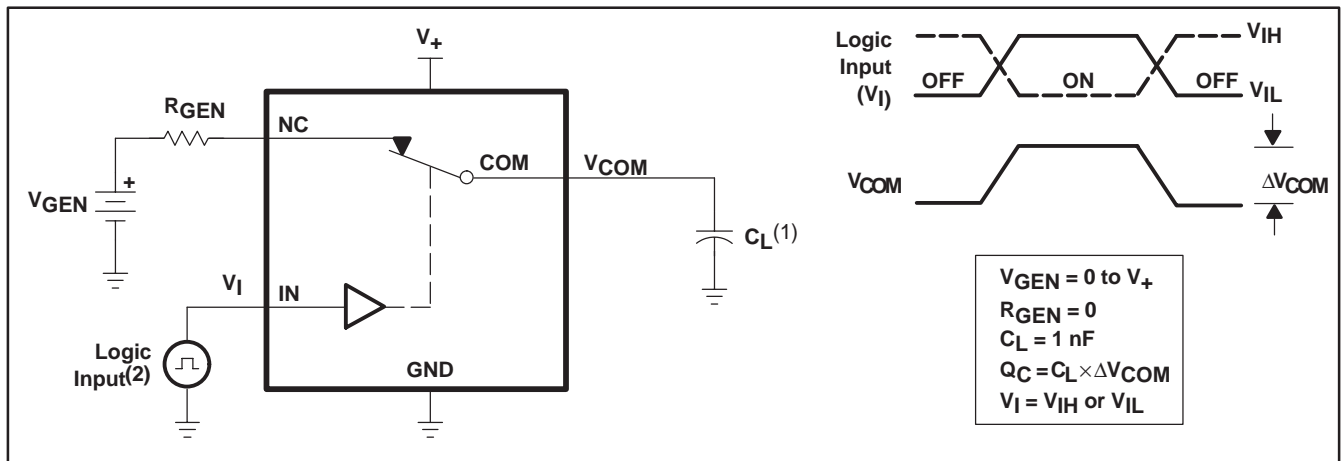 V+
RGEN
NC
COM
VCOM
VGEN
+
CL(1)
VI
IN
Logic
Input(2)
GND
Logic
Input
(VI)
OFF
ON
OFF
VIH
VIL
VCOM
ΔVCOM
VGEN = 0 to V+
RGEN = 0
CL = 1 nF
QC = CL × ΔVCOM
VI = VIH or VIL